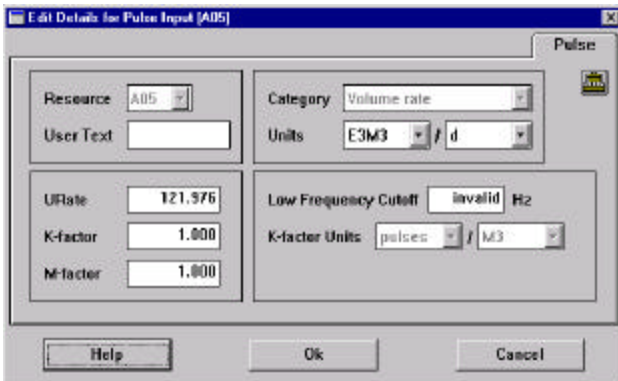 Edit Details for Pulse Input [A05]
Pulse
Resource A05
User Text
Category Volume rate
Units E3M3 / d
URate 121.976
K-factor 1.000
M-factor 1.000
Low Frequency Cutoff invalid Hz
K-factor Units pulses / M3
Help Ok Cancel